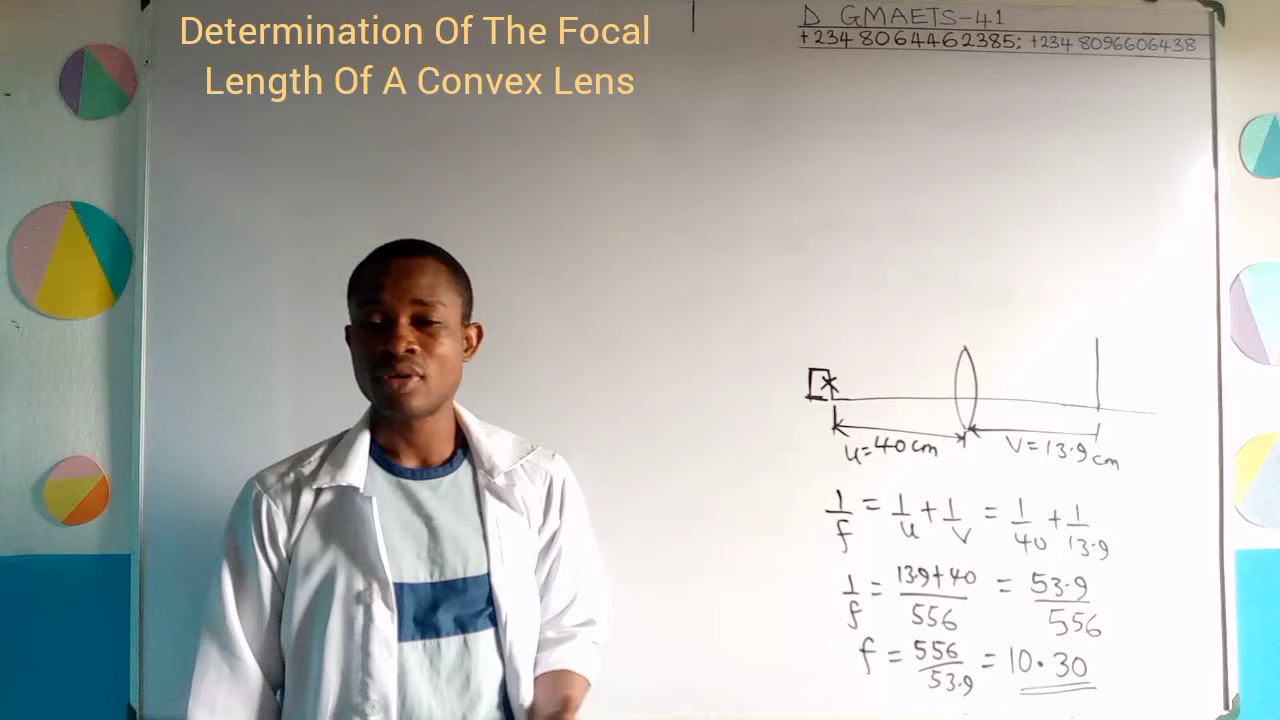 Determination Of The Focal
Length Of A Convex Lens
D GMAETS-41
+234 8064462385; +234 8096606438
u=40cm
v=13.9cm
1/f = 1/u + 1/v = 1/40 + 1/13.9
1/f = 13.9+40/556 = 53.9/556
f = 556/53.9 = 10.30